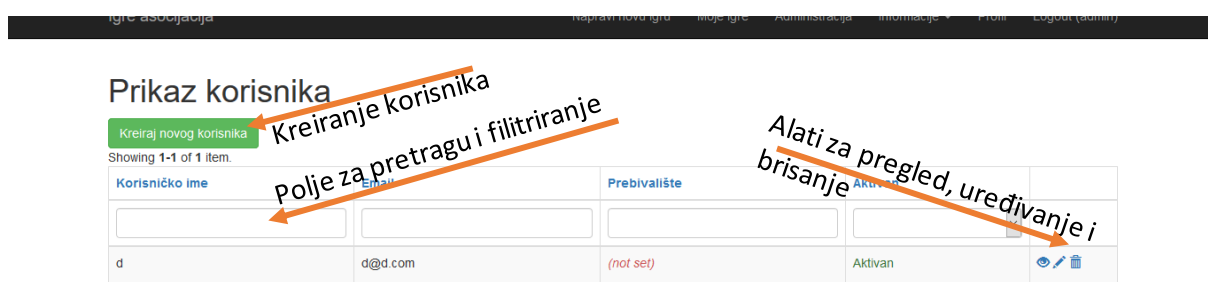 Igre asocijacija Napravi novu igru Moje igre Administracija Informacije Profil Logout (admin)
Prikaz korisnika
Kreiranje korisnika
Kreiraj novog korisnika
Polje za pretragu i filitriranje
Alati za pregled, uređivanje i
brisanje
Showing 1-1 of 1 item.
Korisničko ime Email Prebivalište Aktivan
d d@d.com (not set) Aktivan